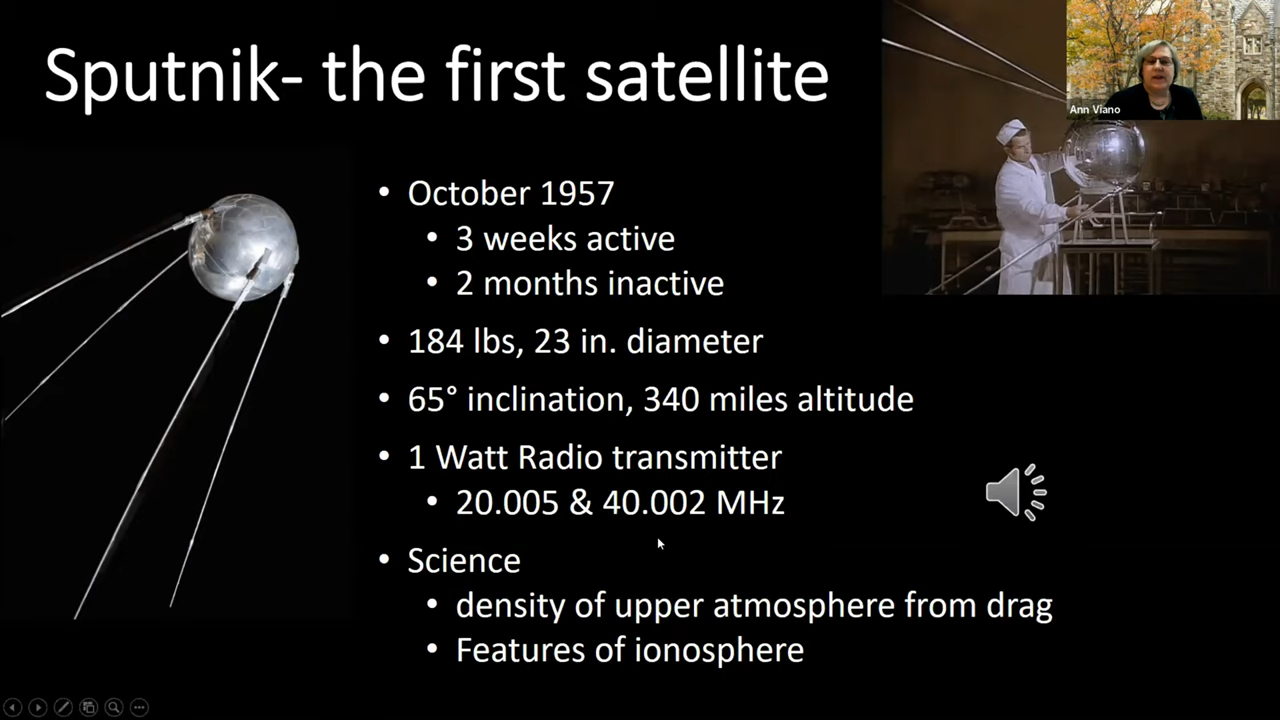 Sputnik- the first satellite
Ann Viano
• October 1957
• 3 weeks active
• 2 months inactive
• 184 lbs, 23 in. diameter
• 65° inclination, 340 miles altitude
• 1 Watt Radio transmitter
• 20.005 & 40.002 MHz
• Science
• density of upper atmosphere from drag
• Features of ionosphere